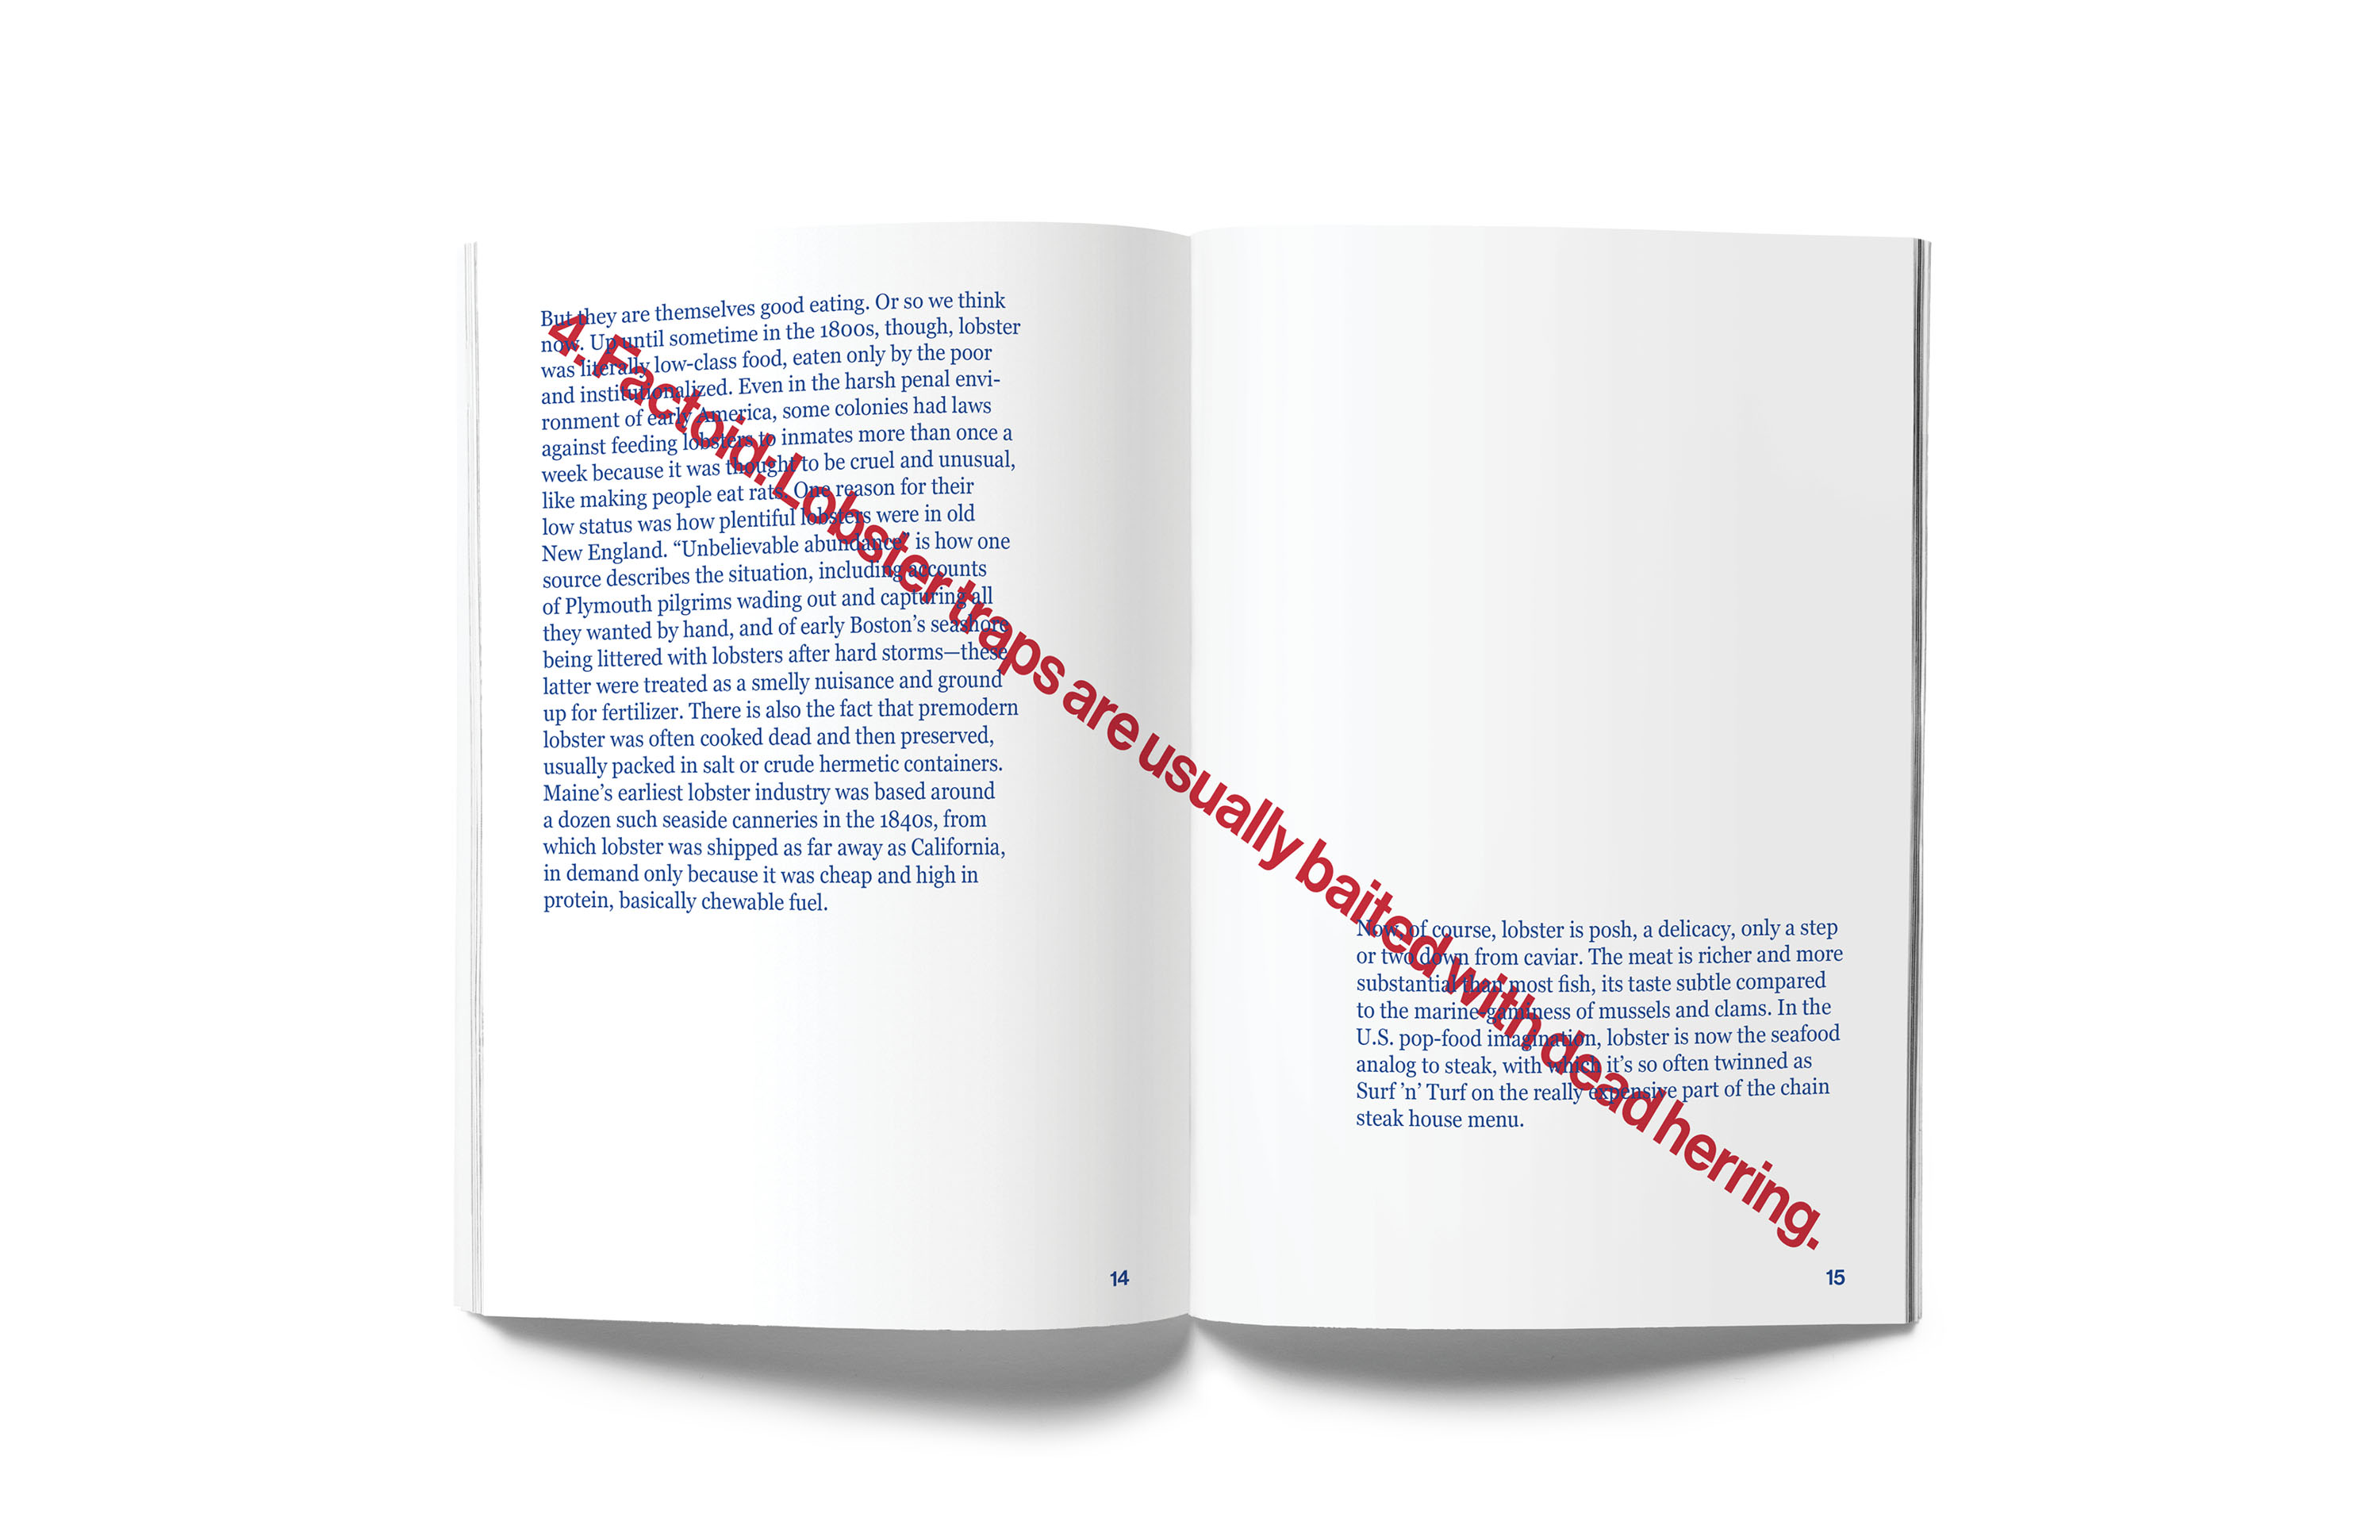 But they are themselves good eating. Or so we think
now. Up until sometime in the 1800s, though, lobster
was literally low-class food, eaten only by the poor
and institutionalized. Even in the harsh penal envi-
ronment of early America, some colonies had laws
against feeding lobsters to inmates more than once a
week because it was thought to be cruel and unusual,
like making people eat rats. One reason for their
low status was how plentiful lobsters were in old
New England. “Unbelievable abundance” is how one
source describes the situation, including accounts
of Plymouth pilgrims wading out and capturing all
they wanted by hand, and of early Boston’s seashore
being littered with lobsters after hard storms—these
latter were treated as a smelly nuisance and ground
up for fertilizer. There is also the fact that premodern
lobster was often cooked dead and then preserved,
usually packed in salt or crude hermetic containers.
Maine’s earliest lobster industry was based around
a dozen such seaside canneries in the 1840s, from
which lobster was shipped as far away as California,
in demand only because it was cheap and high in
protein, basically chewable fuel.
4. Factoid: Lobster traps are usually baited with dead herring.
Now, of course, lobster is posh, a delicacy, only a step
or two down from caviar. The meat is richer and more
substantial than most fish, its taste subtle compared
to the marine-gaminess of mussels and clams. In the
U.S. pop-food imagination, lobster is now the seafood
analog to steak, with which it’s so often twinned as
Surf ’n’ Turf on the really expensive part of the chain
steak house menu.
14
15